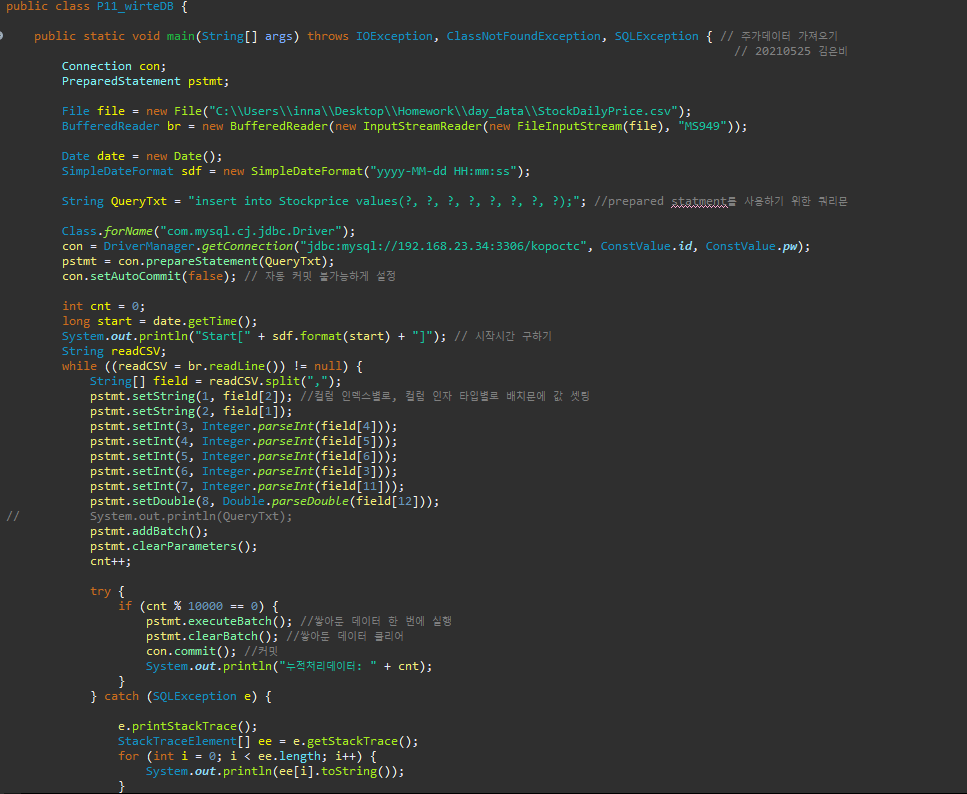 public class P11_wirteDB {
public static void main(String[] args) throws IOException, ClassNotFoundException, SQLException { // 주가데이터 가져오기
// 20210525 김은비
Connection con;
PreparedStatement pstmt;
File file = new File("C:\\Users\\inna\\Desktop\\Homework\\day_data\\StockDailyPrice.csv");
BufferedReader br = new BufferedReader(new InputStreamReader(new FileInputStream(file), "MS949"));
Date date = new Date();
SimpleDateFormat sdf = new SimpleDateFormat("yyyy-MM-dd HH:mm:ss");
String QueryTxt = "insert into Stockprice values(?, ?, ?, ?, ?, ?, ?, ?);"; //prepared statment를 사용하기 위한 쿼리문
Class.forName("com.mysql.cj.jdbc.Driver");
con = DriverManager.getConnection("jdbc:mysql://192.168.23.34:3306/kopoctc", ConstValue.id, ConstValue.pw);
pstmt = con.prepareStatement(QueryTxt);
con.setAutoCommit(false); // 자동 커밋 불가능하게 설정
int cnt = 0;
long start = date.getTime();
System.out.println("Start[" + sdf.format(start) + "]"); // 시작시간 구하기
String readCSV;
while ((readCSV = br.readLine()) != null) {
String[] field = readCSV.split(",");
pstmt.setString(1, field[2]); //컬럼 인덱스별로, 컬럼 인자 타입별로 배치문에 값 셋팅
pstmt.setString(2, field[1]);
pstmt.setInt(3, Integer.parseInt(field[4]));
pstmt.setInt(4, Integer.parseInt(field[5]));
pstmt.setInt(5, Integer.parseInt(field[6]));
pstmt.setInt(6, Integer.parseInt(field[3]));
pstmt.setInt(7, Integer.parseInt(field[11]));
pstmt.setDouble(8, Double.parseDouble(field[12]));
// System.out.println(QueryTxt);
pstmt.addBatch();
pstmt.clearParameters();
cnt++;
try {
if (cnt % 10000 == 0) {
pstmt.executeBatch(); //쌓아둔 데이터 한 번에 실행
pstmt.clearBatch(); //쌓아둔 데이터 클리어
con.commit(); //커밋
System.out.println("누적처리데이터: " + cnt);
}
} catch (SQLException e) {
e.printStackTrace();
StackTraceElement[] ee = e.getStackTrace();
for (int i = 0; i < ee.length; i++) {
System.out.println(ee[i].toString());
}